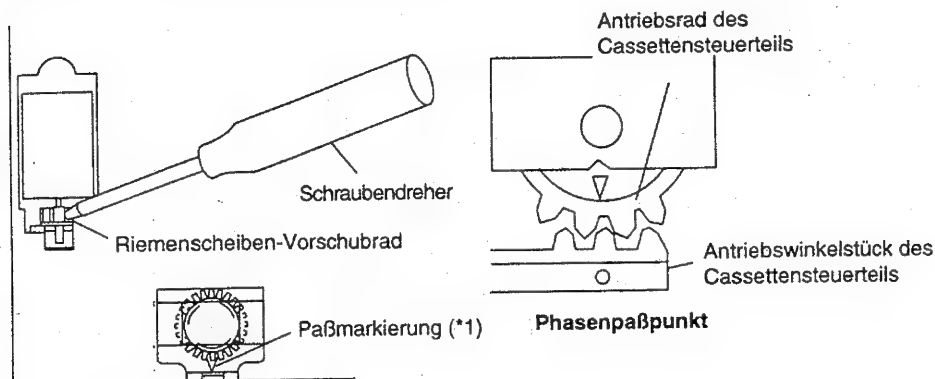 Antriebsrad des
Cassettensteuerteils
Schraubendreher
Riemenscheiben-Vorschubrad
Antriebswinkelstück des
Cassettensteuerteils
Paßmarkierung (*1)
Phasenpaßpunkt